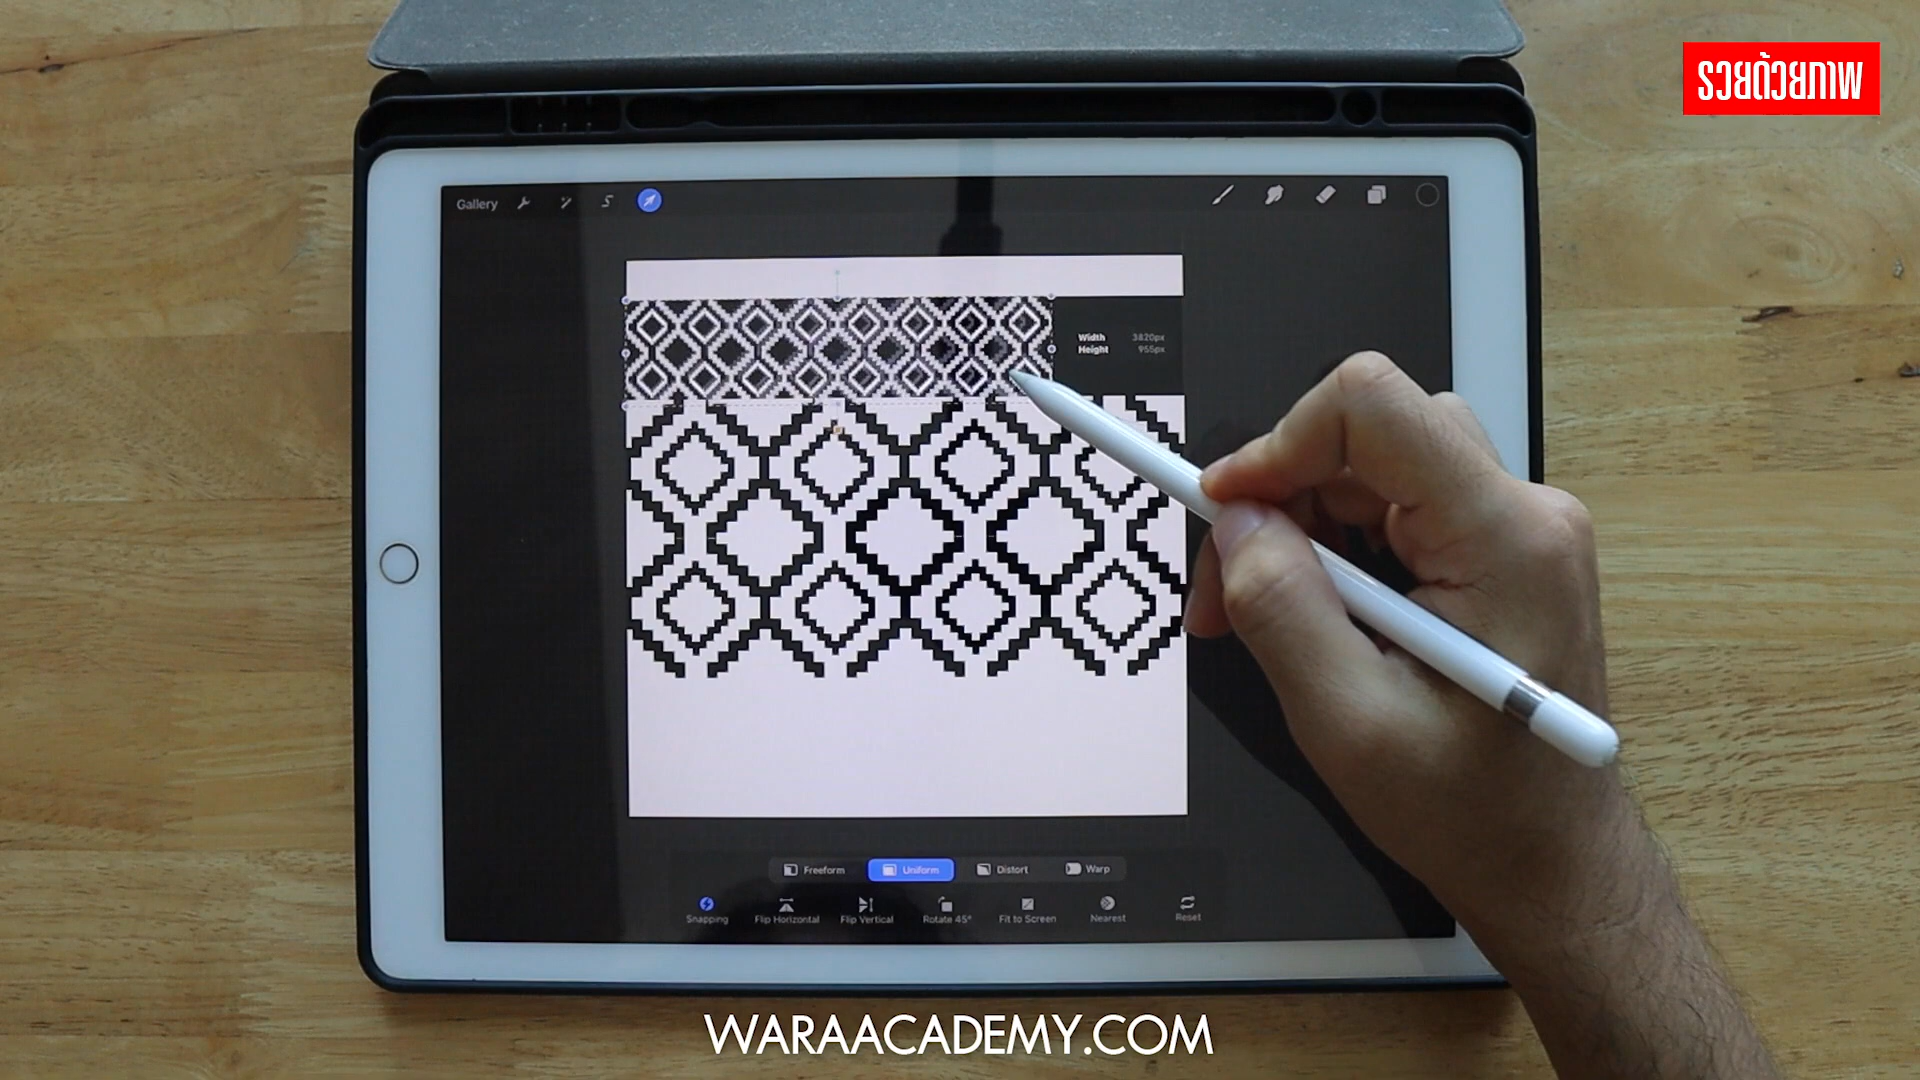 รวยด้วยภาพ
Gallery
Width 3820px
Height 955px
Freeform Uniform Distort Warp
Snapping Flip Horizontal Flip Vertical Rotate 45° Fit to Screen Nearest Reset
WARAACADEMY.COM